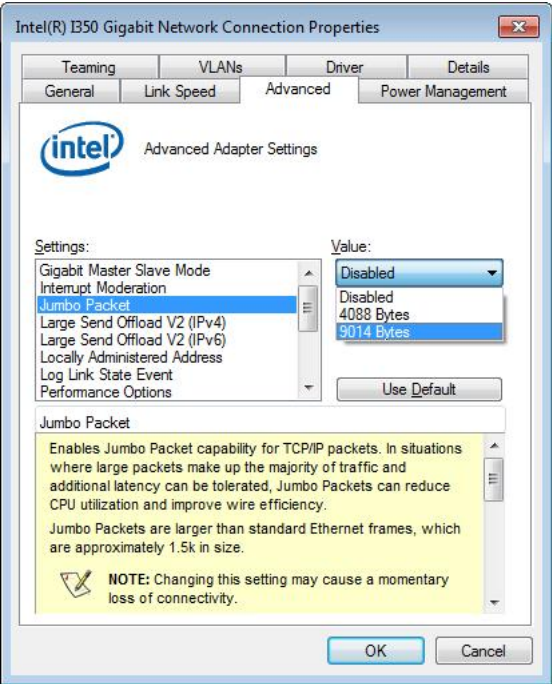 Intel(R) I350 Gigabit Network Connection Properties
Teaming VLANs Driver Details
General Link Speed Advanced Power Management
intel Advanced Adapter Settings
Settings: Value:
Gigabit Master Slave Mode
Interrupt Moderation
Jumbo Packet
Large Send Offload V2 (IPv4)
Large Send Offload V2 (IPv6)
Locally Administered Address
Log Link State Event
Performance Options
Disabled
Disabled
4088 Bytes
9014 Bytes
Use Default
Jumbo Packet
Enables Jumbo Packet capability for TCP/IP packets. In situations
where large packets make up the majority of traffic and
additional latency can be tolerated, Jumbo Packets can reduce
CPU utilization and improve wire efficiency.
Jumbo Packets are larger than standard Ethernet frames, which
are approximately 1.5k in size.
NOTE: Changing this setting may cause a momentary
loss of connectivity.
OK Cancel